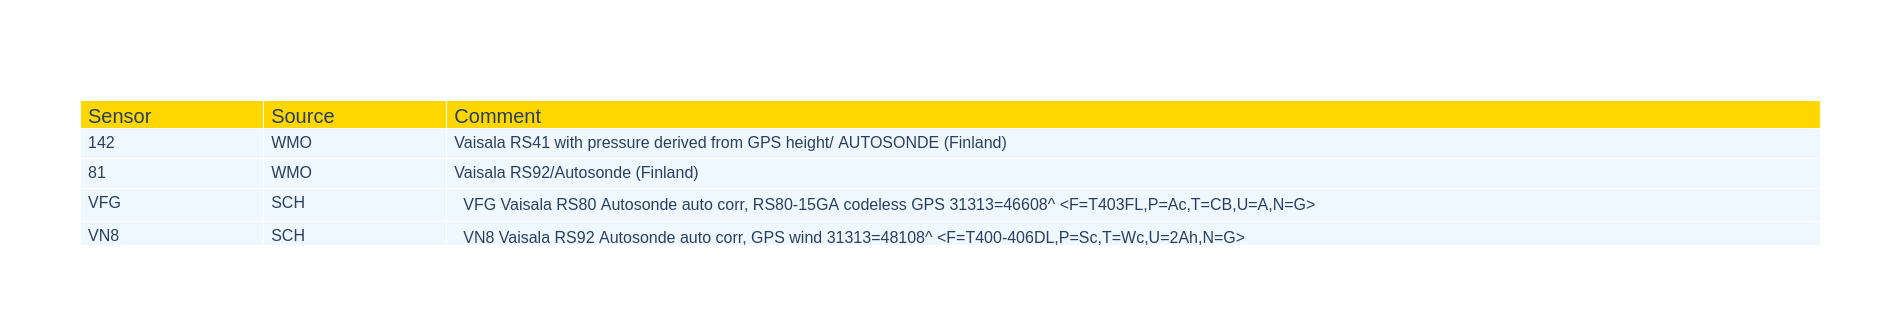 Sensor Source Comment
142 WMO Vaisala RS41 with pressure derived from GPS height/ AUTOSONDE (Finland)
81 WMO Vaisala RS92/Autosonde (Finland)
VFG SCH VFG Vaisala RS80 Autosonde auto corr, RS80-15GA codeless GPS 31313=46608^ <F=T403FL,P=Ac,T=CB,U=A,N=G>
VN8 SCH VN8 Vaisala RS92 Autosonde auto corr, GPS wind 31313=48108^ <F=T400-406DL,P=Sc,T=Wc,U=2Ah,N=G>